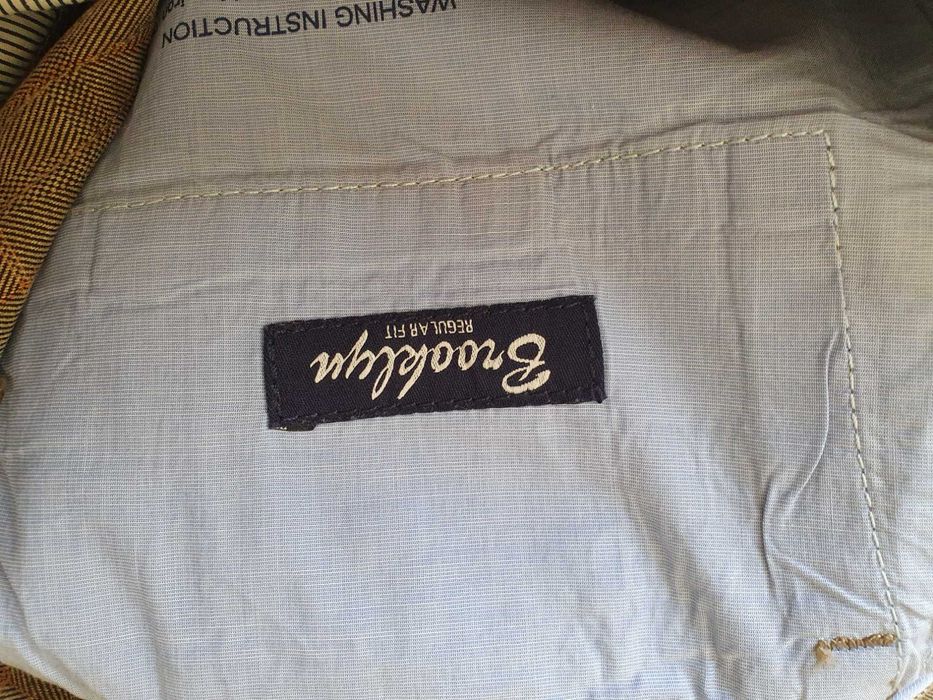 Brooklyn
REGULAR FIT
WASHING INSTRUCTION